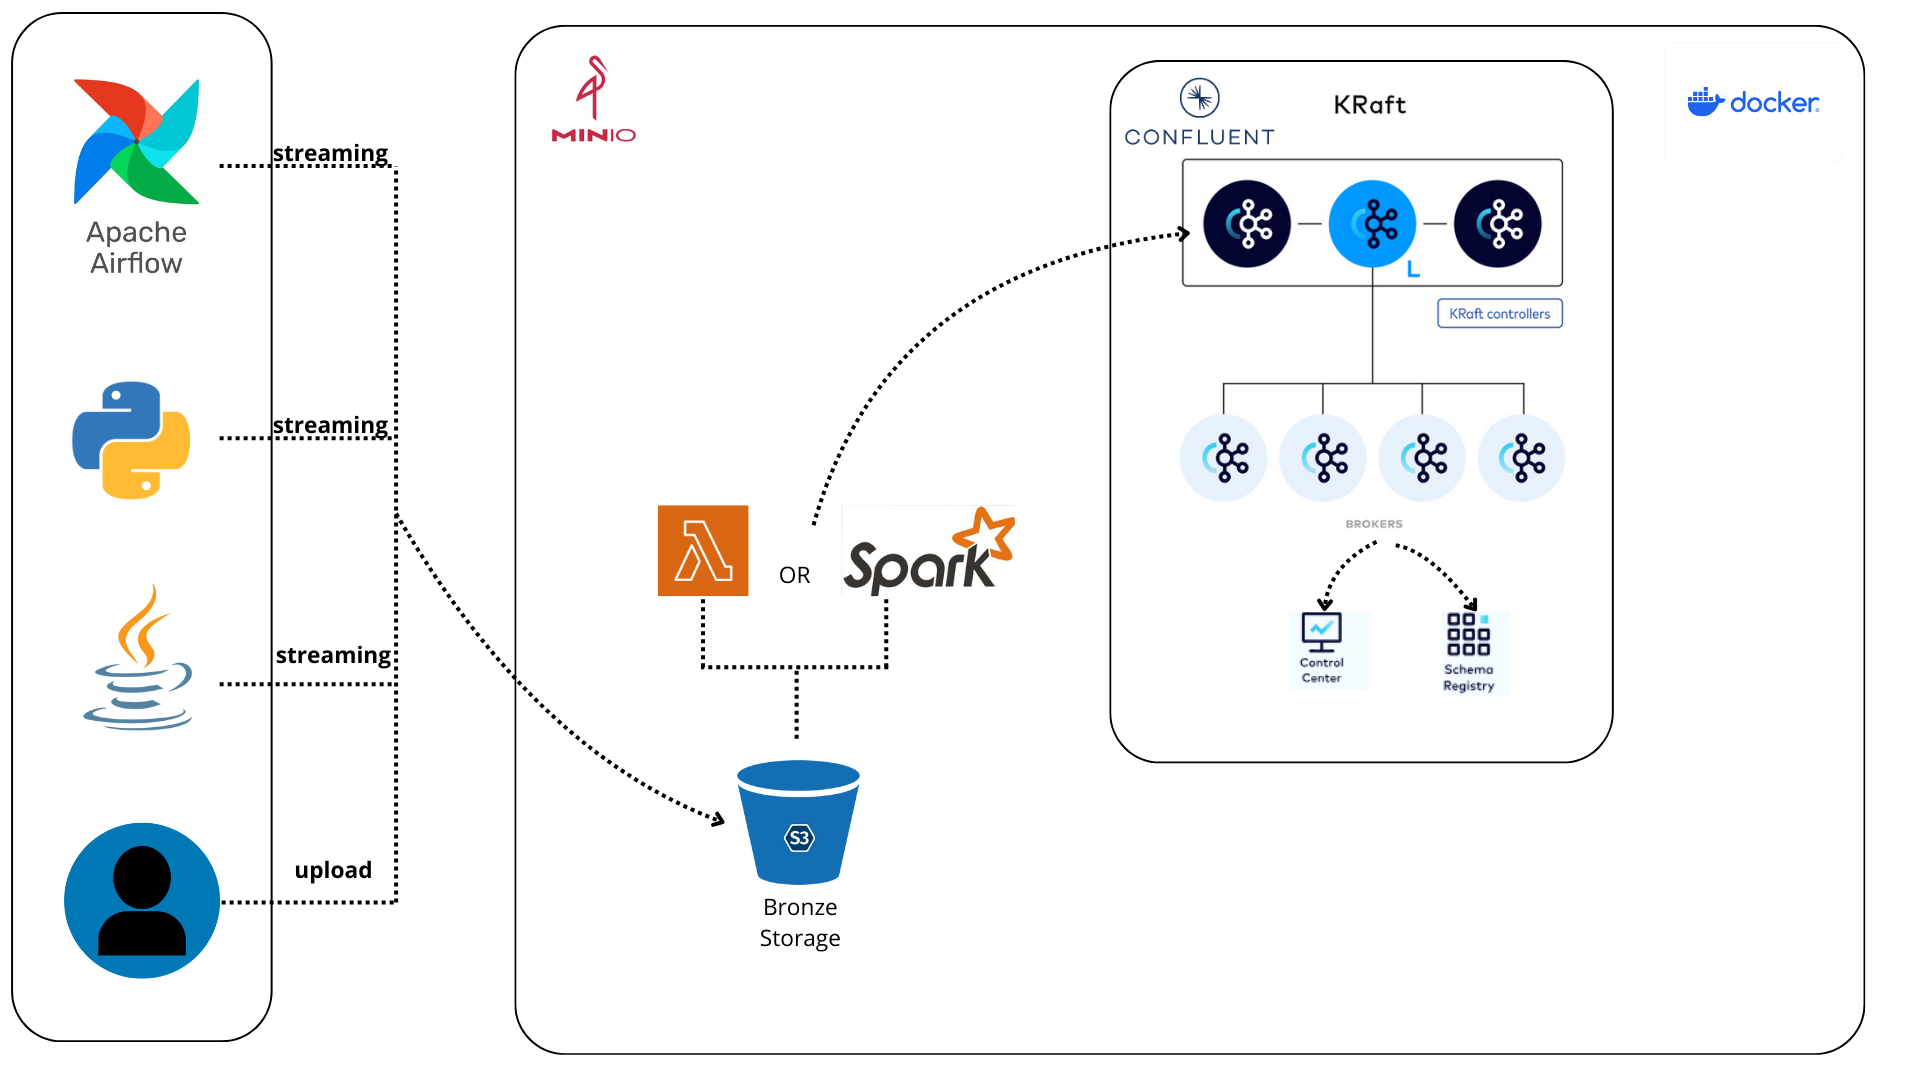 Apache
Airflow
streaming
streaming
streaming
upload
MINIO
OR
Spark
S3
Bronze
Storage
CONFLUENT
KRaft
L
KRaft controllers
BROKERS
Control
Center
Schema
Registry
docker